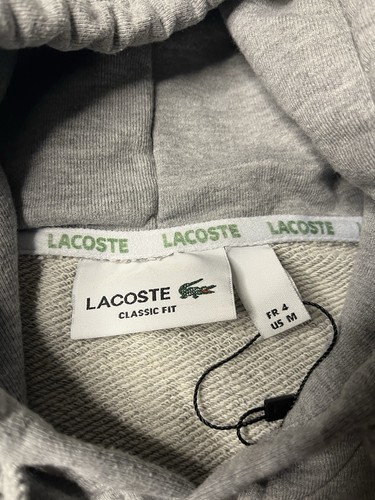 LACOSTE LACOSTE LACOSTE
LACOSTE
CLASSIC FIT
FR 4
US M